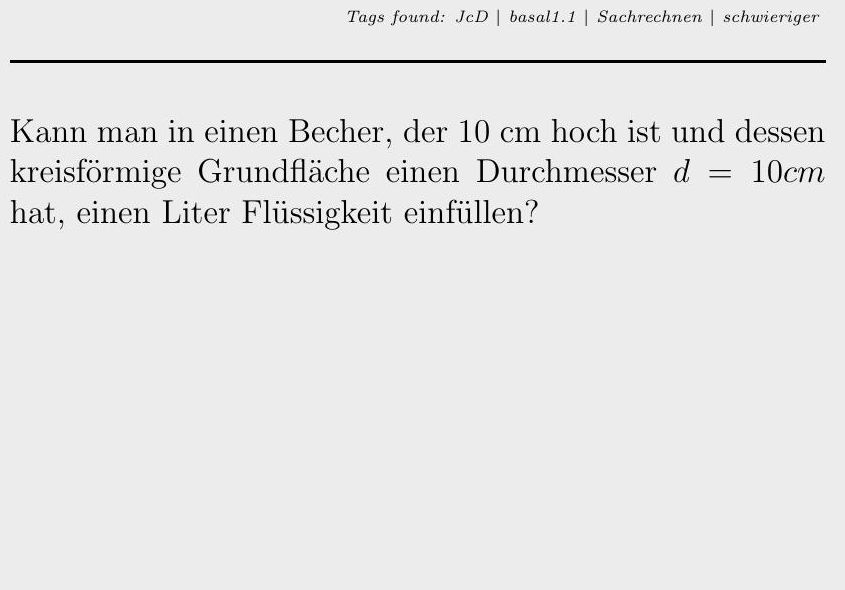 Tags found: JcD | basal1.1 | Sachrechnen | schwieriger
Kann man in einen Becher, der 10 cm hoch ist und dessen
kreisförmige Grundfläche einen Durchmesser d = 10cm
hat, einen Liter Flüssigkeit einfüllen?